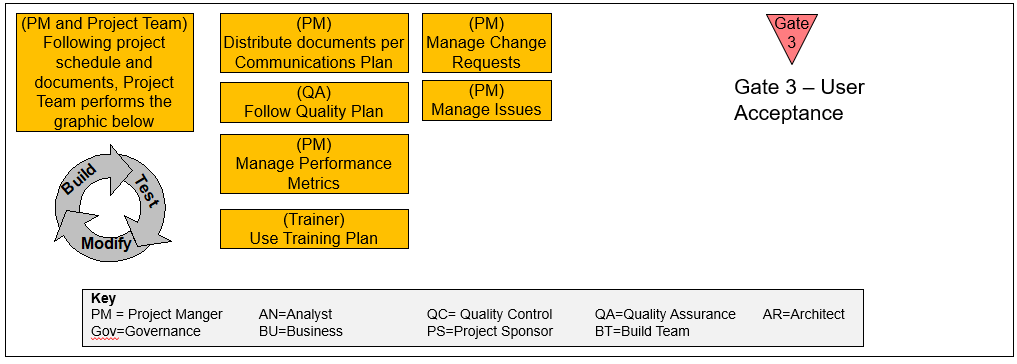 (PM and Project Team)
Following project
schedule and
documents, Project
Team performs the
graphic below
Build
Test
Modify
(PM)
Distribute documents per
Communications Plan
(QA)
Follow Quality Plan
(PM)
Manage Performance
Metrics
(Trainer)
Use Training Plan
(PM)
Manage Change
Requests
(PM)
Manage Issues
Gate
3
Gate 3 – User
Acceptance
Key
PM = Project Manger AN=Analyst QC= Quality Control QA=Quality Assurance AR=Architect
Gov=Governance BU=Business PS=Project Sponsor BT=Build Team